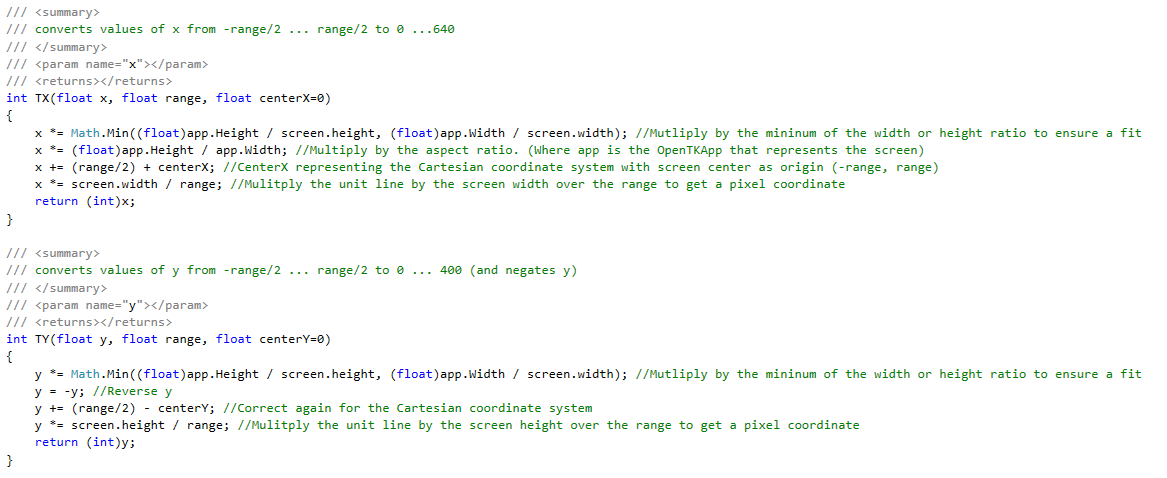 /// <summary>
/// converts values of x from -range/2 ... range/2 to 0 ...640
/// </summary>
/// <param name="x"></param>
/// <returns></returns>
int TX(float x, float range, float centerX=0)
{
    x *= Math.Min((float)app.Height / screen.height, (float)app.Width / screen.width); //Mutliply by the mininum of the width or height ratio to ensure a fit
    x *= (float)app.Height / app.Width; //Multiply by the aspect ratio. (Where app is the OpenTKApp that represents the screen)
    x += (range/2) + centerX; //CenterX representing the Cartesian coordinate system with screen center as origin (-range, range)
    x *= screen.width / range; //Mulitply the unit line by the screen width over the range to get a pixel coordinate
    return (int)x;
}
/// <summary>
/// converts values of y from -range/2 ... range/2 to 0 ... 400 (and negates y)
/// </summary>
/// <param name="y"></param>
/// <returns></returns>
int TY(float y, float range, float centerY=0)
{
    y *= Math.Min((float)app.Height / screen.height, (float)app.Width / screen.width); //Mutliply by the mininum of the width or height ratio to ensure a fit
    y = -y; //Reverse y
    y += (range/2) - centerY; //Correct again for the Cartesian coordinate system
    y *= screen.height / range; //Mulitply the unit line by the screen height over the range to get a pixel coordinate
    return (int)y;
}